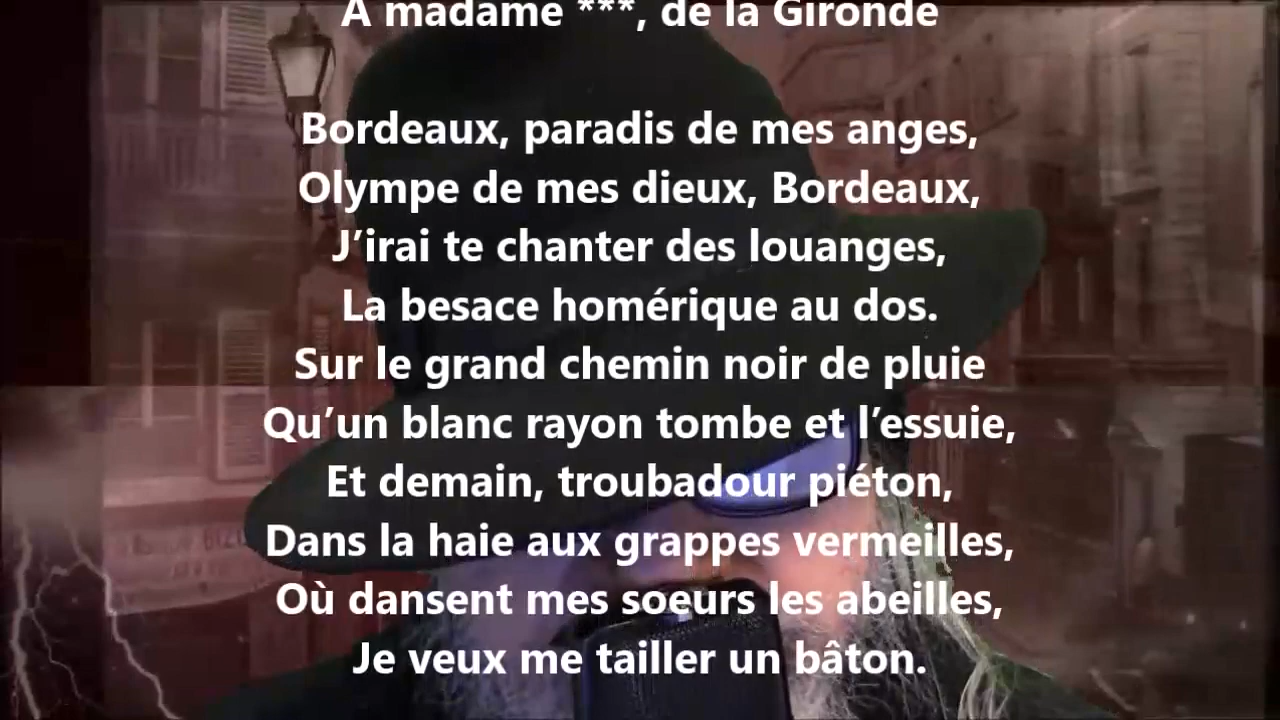 A madame ***, de la Gironde
Bordeaux, paradis de mes anges,
Olympe de mes dieux, Bordeaux,
J’irai te chanter des louanges,
La besace homérique au dos.
Sur le grand chemin noir de pluie
Qu’un blanc rayon tombe et l’essuie,
Et demain, troubadour piéton,
Dans la haie aux grappes vermeilles,
Où dansent mes soeurs les abeilles,
Je veux me tailler un bâton.